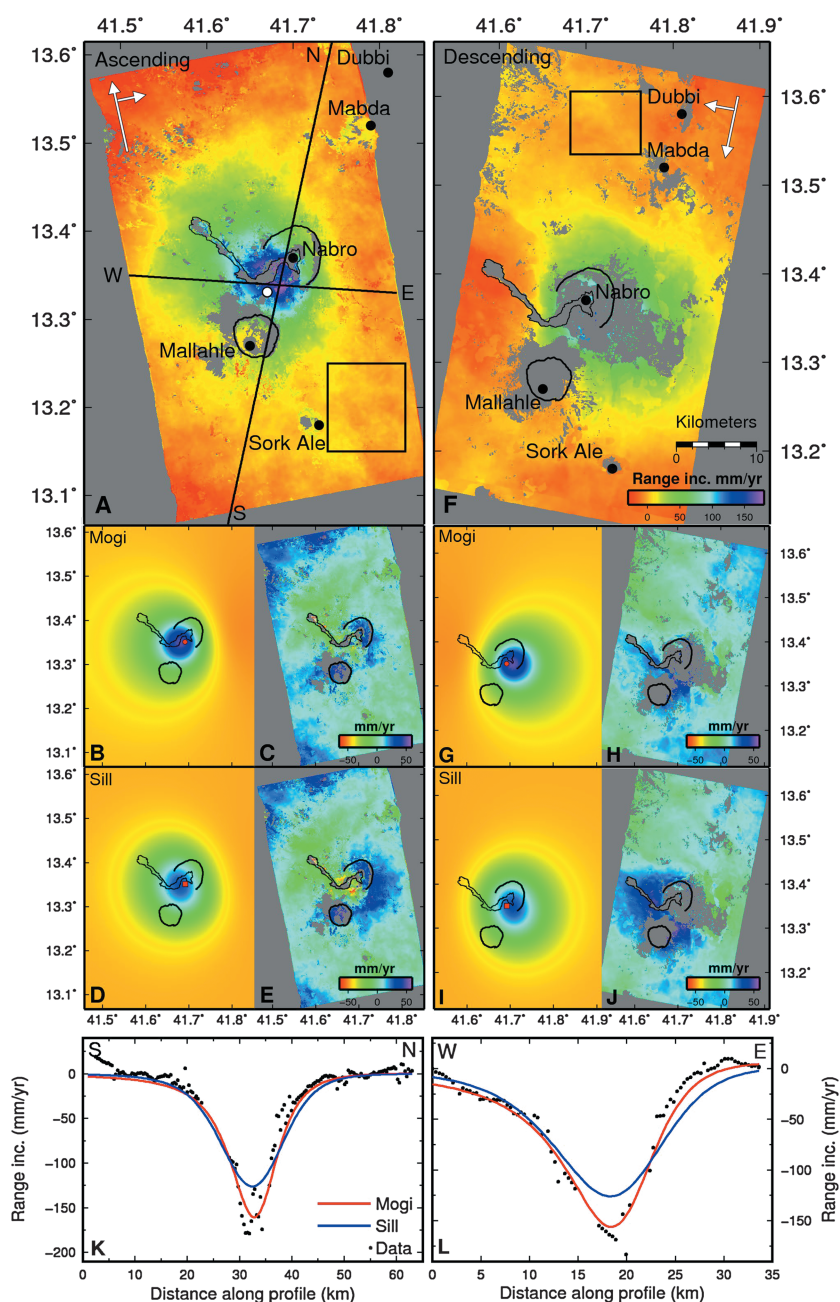 41.5 41.6 41.7 41.8
41.6 41.7 41.8 41.9
Ascending
N
Dubbi
Mabda
Nabro
W
E
Mallahle
Sork Ale
A
S
13.6˚
13.5˚
13.4˚
13.3˚
13.2˚
13.1˚
Descending
Dubbi
Mabda
Nabro
Mallahle
Sork Ale
Kilometers
0 10
Range inc. mm/yr
0 50 100 150
F
13.6˚
13.5˚
13.4˚
13.3˚
13.2˚
Mogi
B
C
mm/yr
−50 0 50
13.6˚
13.5˚
13.4˚
13.3˚
13.2˚
13.1˚
Mogi
G
H
mm/yr
−50 0 50
13.6˚
13.5˚
13.4˚
13.3˚
13.2˚
Sill
D
E
mm/yr
−50 0 50
13.6˚
13.5˚
13.4˚
13.3˚
13.2˚
13.1˚
41.5˚ 41.6˚ 41.7˚ 41.8˚ 41.5˚ 41.6˚ 41.7˚ 41.8˚
Sill
I
J
mm/yr
−50 0 50
13.6˚
13.5˚
13.4˚
13.3˚
13.2˚
41.6˚ 41.7˚ 41.8˚ 41.9˚ 41.6˚ 41.7˚ 41.8˚ 41.9˚
S
N
0
−50
−100
−150
−200
Range inc. (mm/yr)
Mogi
Sill
Data
K
0 10 20 30 40 50 60
Distance along profile (km)
W
E
0
−50
−100
−150
Range inc. (mm/yr)
L
0 5 10 15 20 25 30 35
Distance along profile (km)